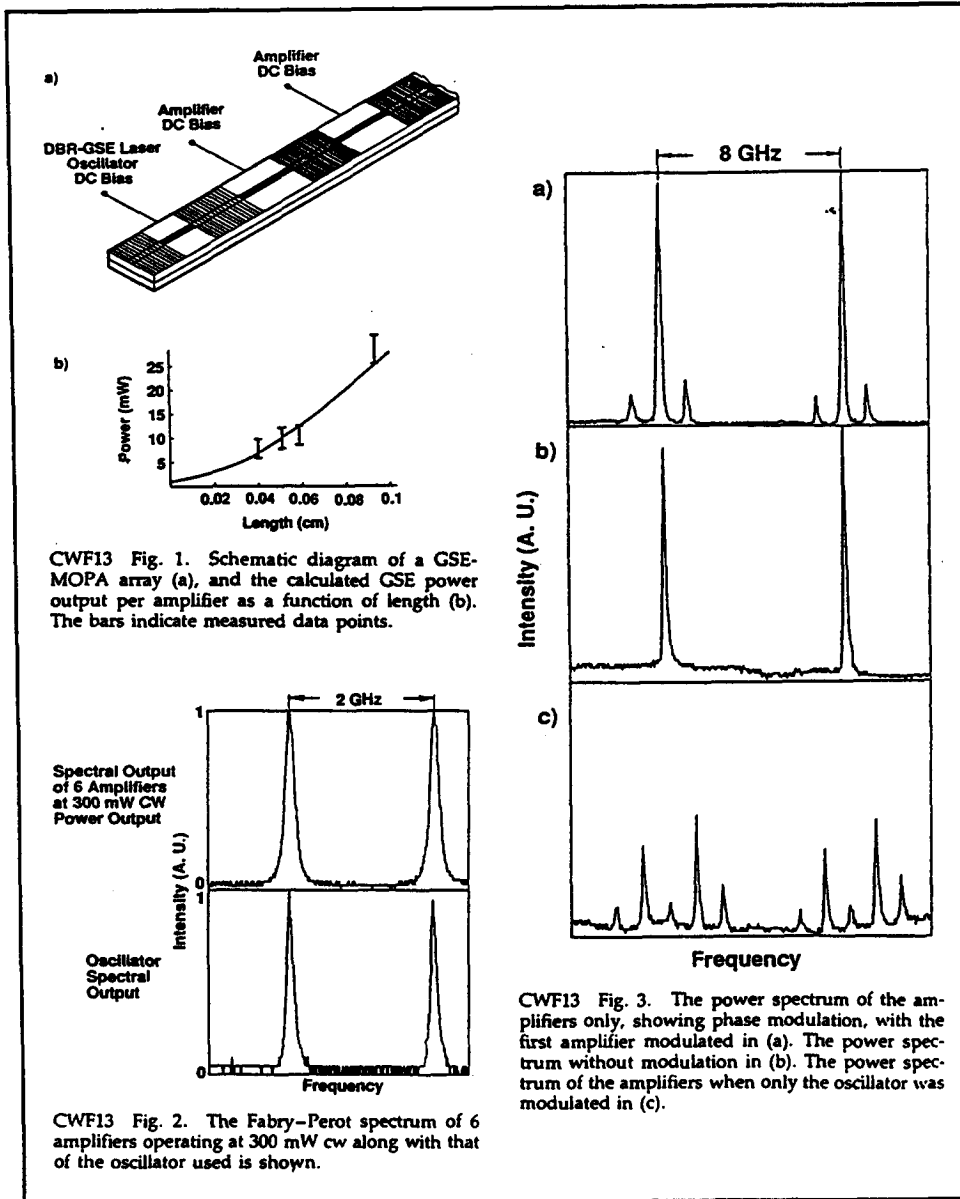 a)
Amplifier
DC Bias
Amplifier
DC Bias
DBR-GSE Laser
Oscillator
DC Bias
b)
Power (mW)
25
20
15
10
5
0.02 0.04 0.06 0.08 0.1
Length (cm)
CWF13 Fig. 1. Schematic diagram of a GSE-
MOPA array (a), and the calculated GSE power
output per amplifier as a function of length (b).
The bars indicate measured data points.
2 GHz
Spectral Output
of 6 Amplifiers
at 300 mW CW
Power Output
1
0
Intensity (A. U.)
Oscillator
Spectral
Output
1
0
Frequency
CWF13 Fig. 2. The Fabry–Perot spectrum of 6
amplifiers operating at 300 mW cw along with that
of the oscillator used is shown.
8 GHz
a)
b)
Intensity (A. U.)
c)
Frequency
CWF13 Fig. 3. The power spectrum of the am-
plifiers only, showing phase modulation, with the
first amplifier modulated in (a). The power spec-
trum without modulation in (b). The power spec-
trum of the amplifiers when only the oscillator was
modulated in (c).